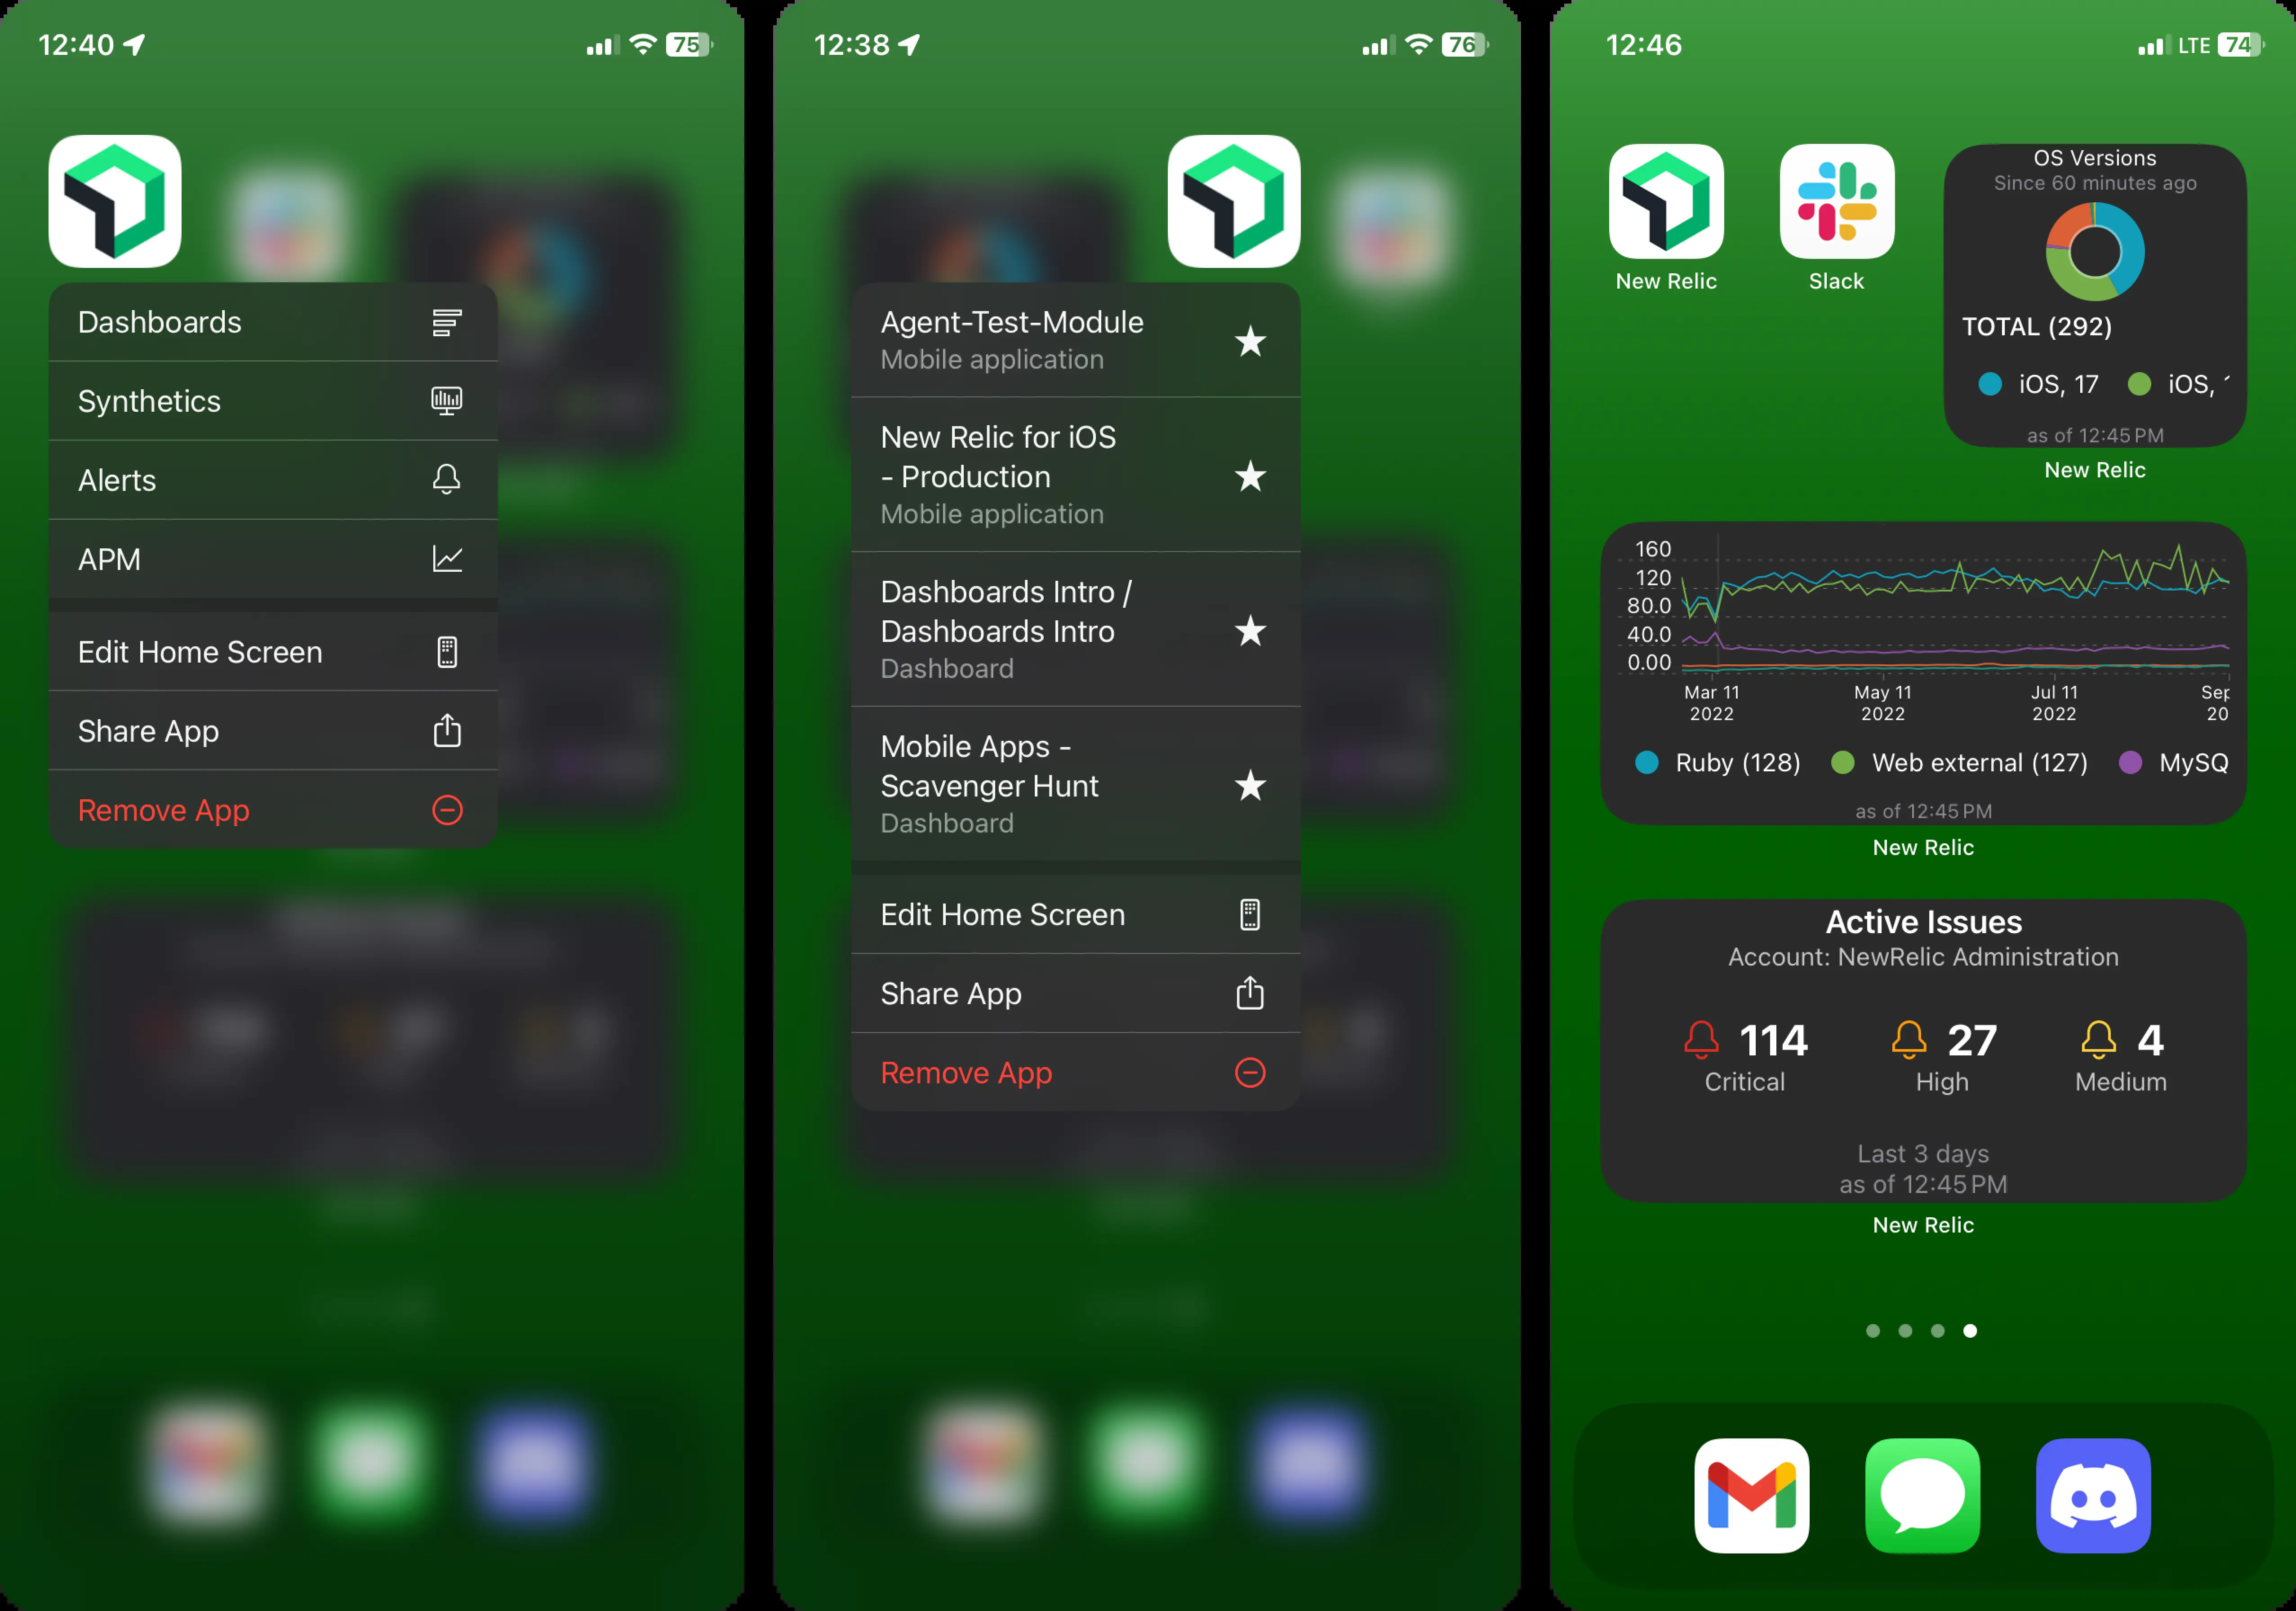 12:40
75
Dashboards
Synthetics
Alerts
APM
Edit Home Screen
Share App
Remove App
12:38
76
Agent-Test-Module
Mobile application
New Relic for iOS
- Production
Mobile application
Dashboards Intro /
Dashboards Intro
Dashboard
Mobile Apps -
Scavenger Hunt
Dashboard
Edit Home Screen
Share App
Remove App
12:46
LTE 74
New Relic
Slack
OS Versions
Since 60 minutes ago
TOTAL (292)
iOS, 17
iOS,
as of 12:45 PM
New Relic
160
120
80.0
40.0
0.00
Mar 11
2022
May 11
2022
Jul 11
2022
Sep
20
Ruby (128)
Web external (127)
MySQ
as of 12:45 PM
New Relic
Active Issues
Account: NewRelic Administration
114
Critical
27
High
4
Medium
Last 3 days
as of 12:45 PM
New Relic